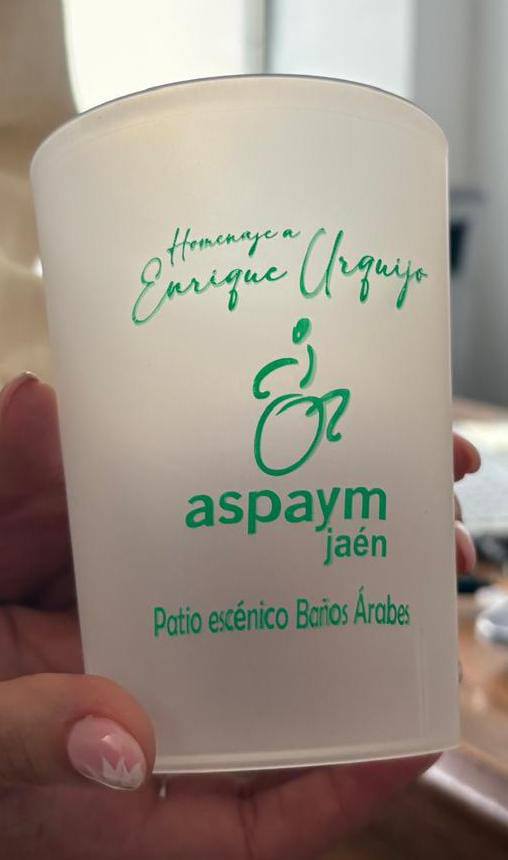 Homenaje a
Enrique Urquijo
aspaym
jaén
Patio escénico Baños Árabes